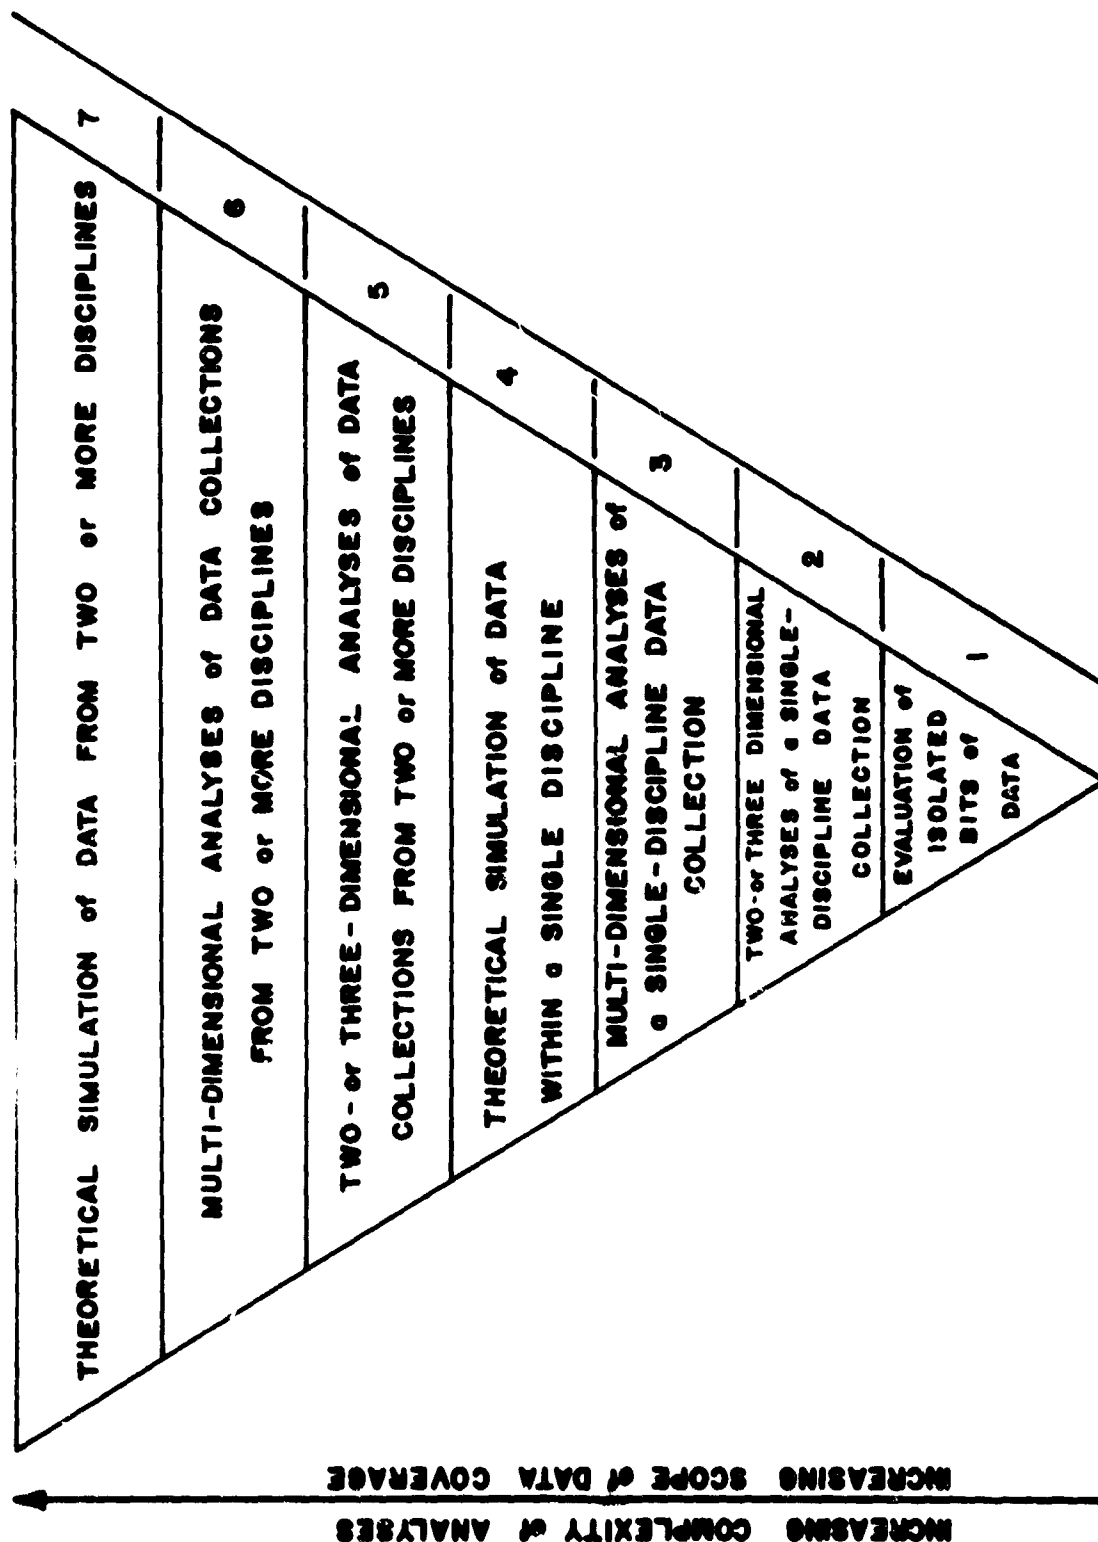 THEORETICAL SIMULATION of DATA FROM TWO or MORE DISCIPLINES
7
MULTI-DIMENSIONAL ANALYSES of DATA COLLECTIONS
FROM TWO or MORE DISCIPLINES
6
TWO- or THREE-DIMENSIONAL ANALYSES of DATA
COLLECTIONS FROM TWO or MORE DISCIPLINES
5
THEORETICAL SIMULATION of DATA
WITHIN a SINGLE DISCIPLINE
4
MULTI-DIMENSIONAL ANALYSES of
a SINGLE-DISCIPLINE DATA
COLLECTION
3
TWO-or THREE DIMENSIONAL
ANALYSES of a SINGLE-
DISCIPLINE DATA
COLLECTION
2
EVALUATION of
ISOLATED
BITS of
DATA
1
INCREASING SCOPE of DATA COVERAGE
INCREASING COMPLEXITY of ANALYSES